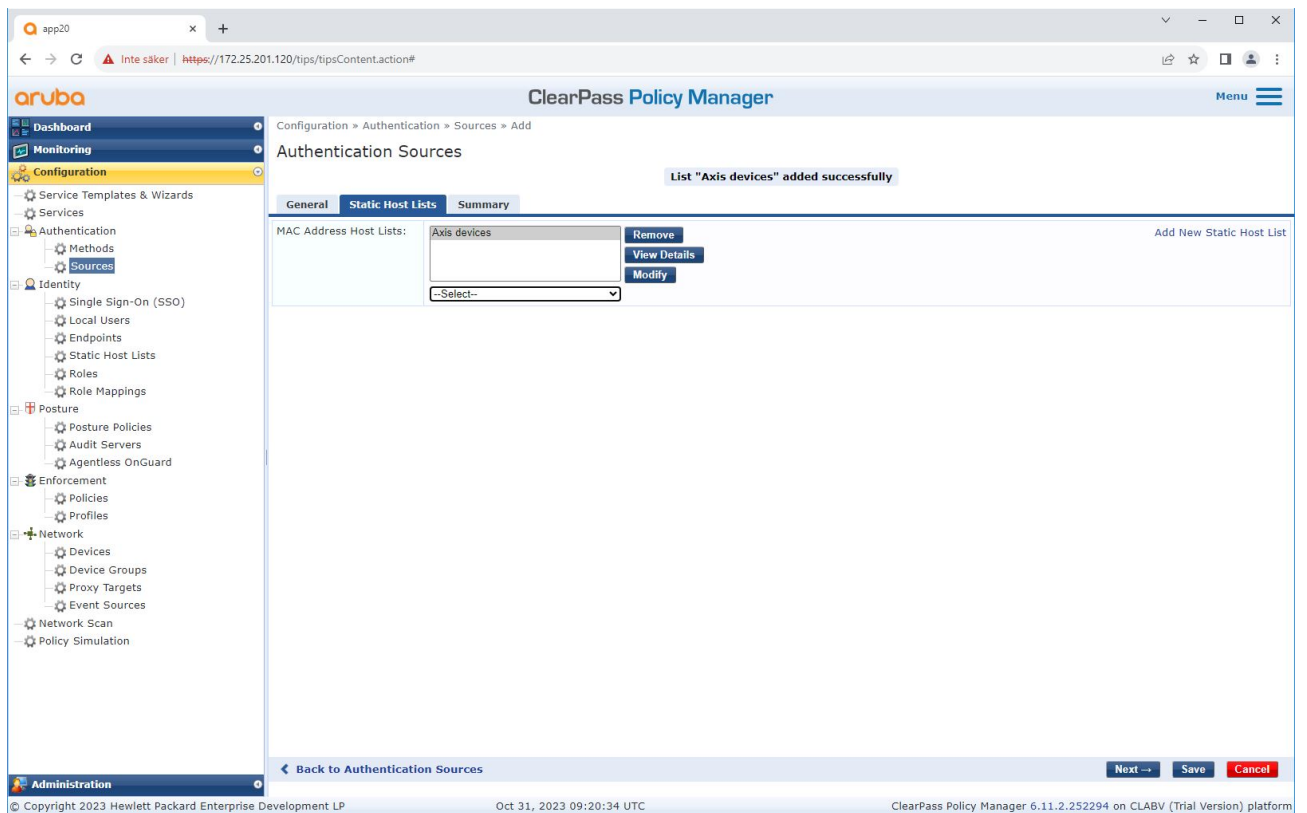 app20
Inte säker | https://172.25.201.120/tips/tipsContent.action#
aruba
ClearPass Policy Manager
Menu
Dashboard
Monitoring
Configuration
Service Templates & Wizards
Services
Authentication
Methods
Sources
Identity
Single Sign-On (SSO)
Local Users
Endpoints
Static Host Lists
Roles
Role Mappings
Posture
Posture Policies
Audit Servers
Agentless OnGuard
Enforcement
Policies
Profiles
Network
Devices
Device Groups
Proxy Targets
Event Sources
Network Scan
Policy Simulation
Administration
Configuration » Authentication » Sources » Add
Authentication Sources
List "Axis devices" added successfully
General Static Host Lists Summary
MAC Address Host Lists:
Axis devices
Remove
View Details
Modify
--Select--
Add New Static Host List
Back to Authentication Sources
Next → Save Cancel
© Copyright 2023 Hewlett Packard Enterprise Development LP Oct 31, 2023 09:20:34 UTC ClearPass Policy Manager 6.11.2.252294 on CLABV (Trial Version) platform